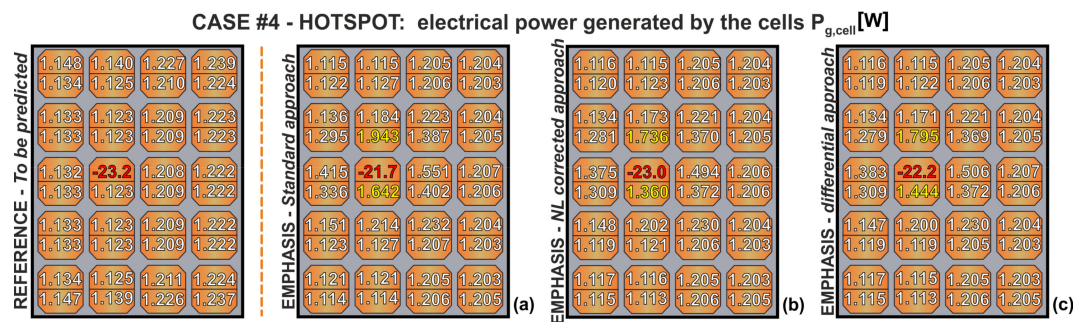 CASE #4 - HOTSPOT: electrical power generated by the cells Pg,cell[W]
REFERENCE - To be predicted
1.148 1.140 1.227 1.239
1.134 1.125 1.210 1.224
1.133 1.123 1.209 1.223
1.133 1.123 1.209 1.223
1.132 -23.2 1.208 1.222
1.133 1.123 1.209 1.222
1.133 1.123 1.209 1.222
1.133 1.123 1.209 1.222
1.134 1.125 1.211 1.224
1.147 1.139 1.226 1.237
EMPHASIS - Standard approach
1.115 1.115 1.205 1.204
1.122 1.127 1.206 1.203
1.136 1.184 1.223 1.204
1.295 1.943 1.387 1.205
1.415 -21.7 1.551 1.207
1.336 1.642 1.402 1.206
1.151 1.214 1.232 1.204
1.123 1.127 1.207 1.203
1.121 1.121 1.205 1.203
1.114 1.114 1.206 1.205
(a)
EMPHASIS - NL corrected approach
1.116 1.115 1.205 1.204
1.120 1.123 1.206 1.203
1.134 1.173 1.221 1.204
1.281 1.736 1.370 1.205
1.375 -23.0 1.494 1.206
1.309 1.360 1.372 1.206
1.148 1.202 1.230 1.204
1.119 1.121 1.206 1.203
1.117 1.116 1.205 1.203
1.115 1.113 1.206 1.205
(b)
EMPHASIS - differential approach
1.116 1.115 1.205 1.204
1.119 1.122 1.206 1.203
1.134 1.171 1.221 1.204
1.279 1.795 1.369 1.205
1.383 -22.2 1.506 1.207
1.309 1.444 1.372 1.206
1.147 1.200 1.230 1.204
1.119 1.119 1.205 1.203
1.117 1.115 1.205 1.203
1.115 1.113 1.206 1.205
(c)